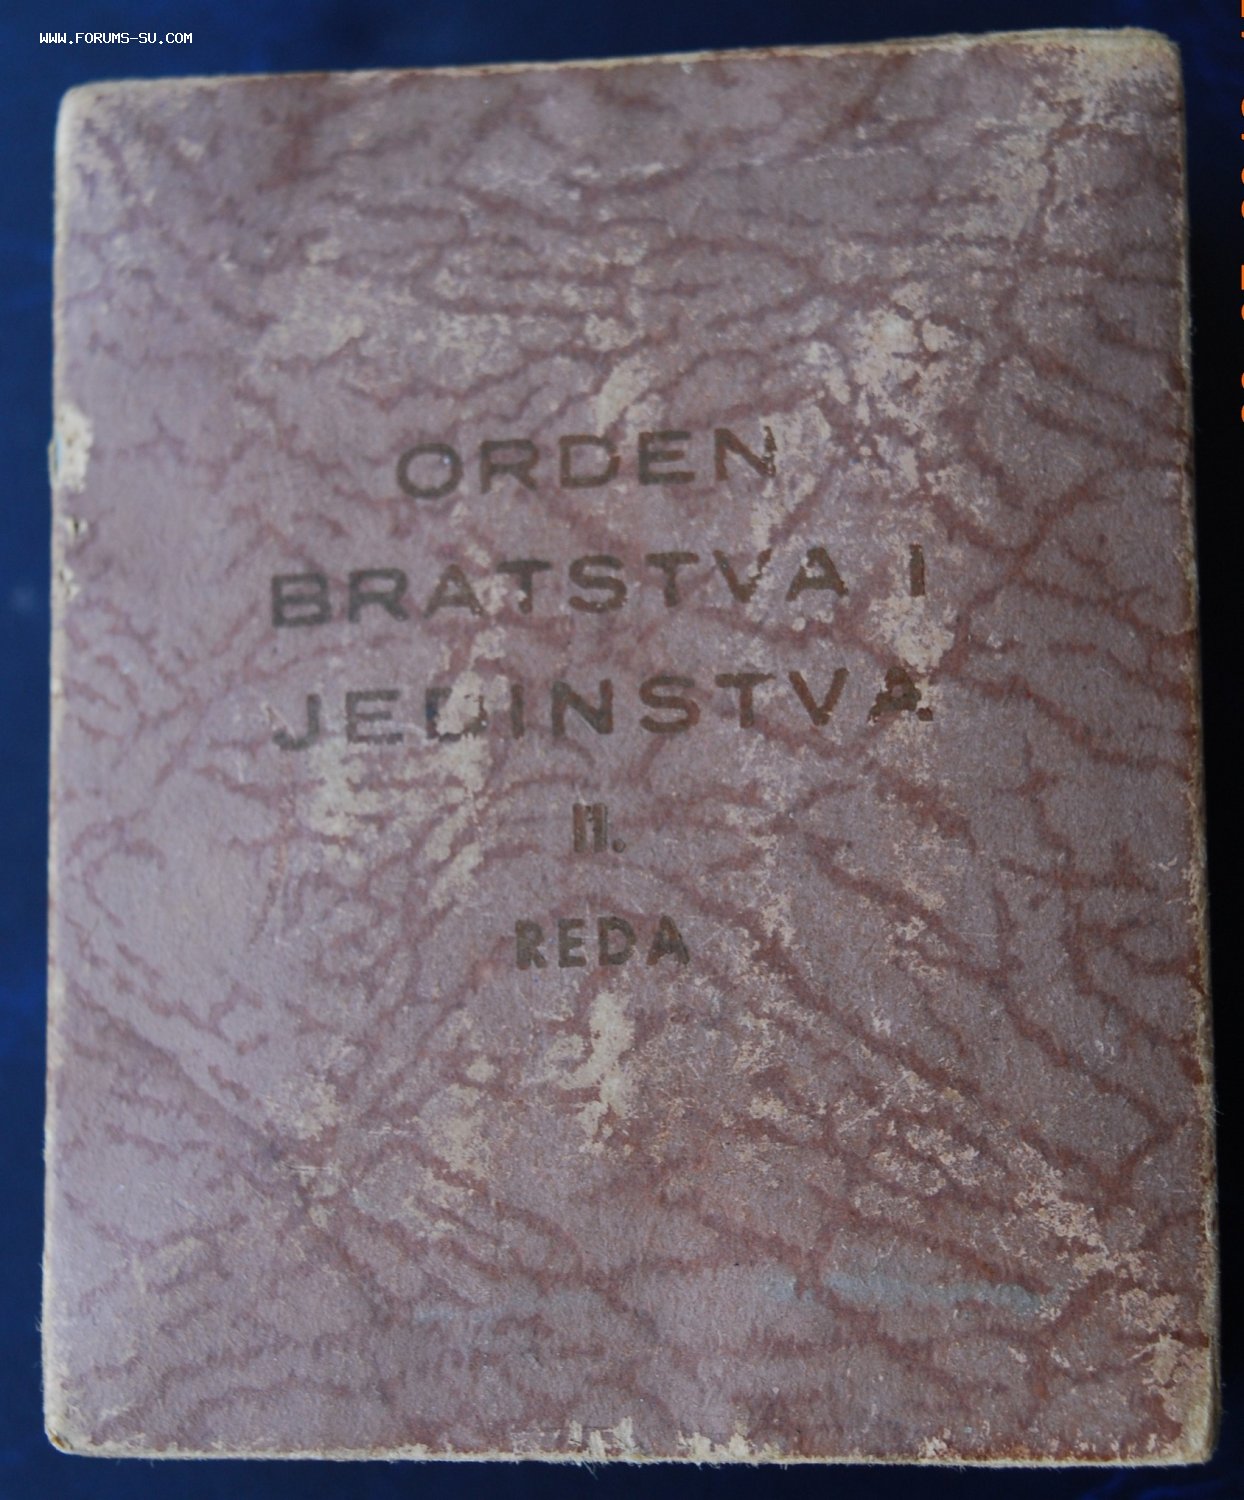 WWW.FORUMS-SU.COM
ORDEN
BRATSTVA I
JEDINSTVA
II.
REDA